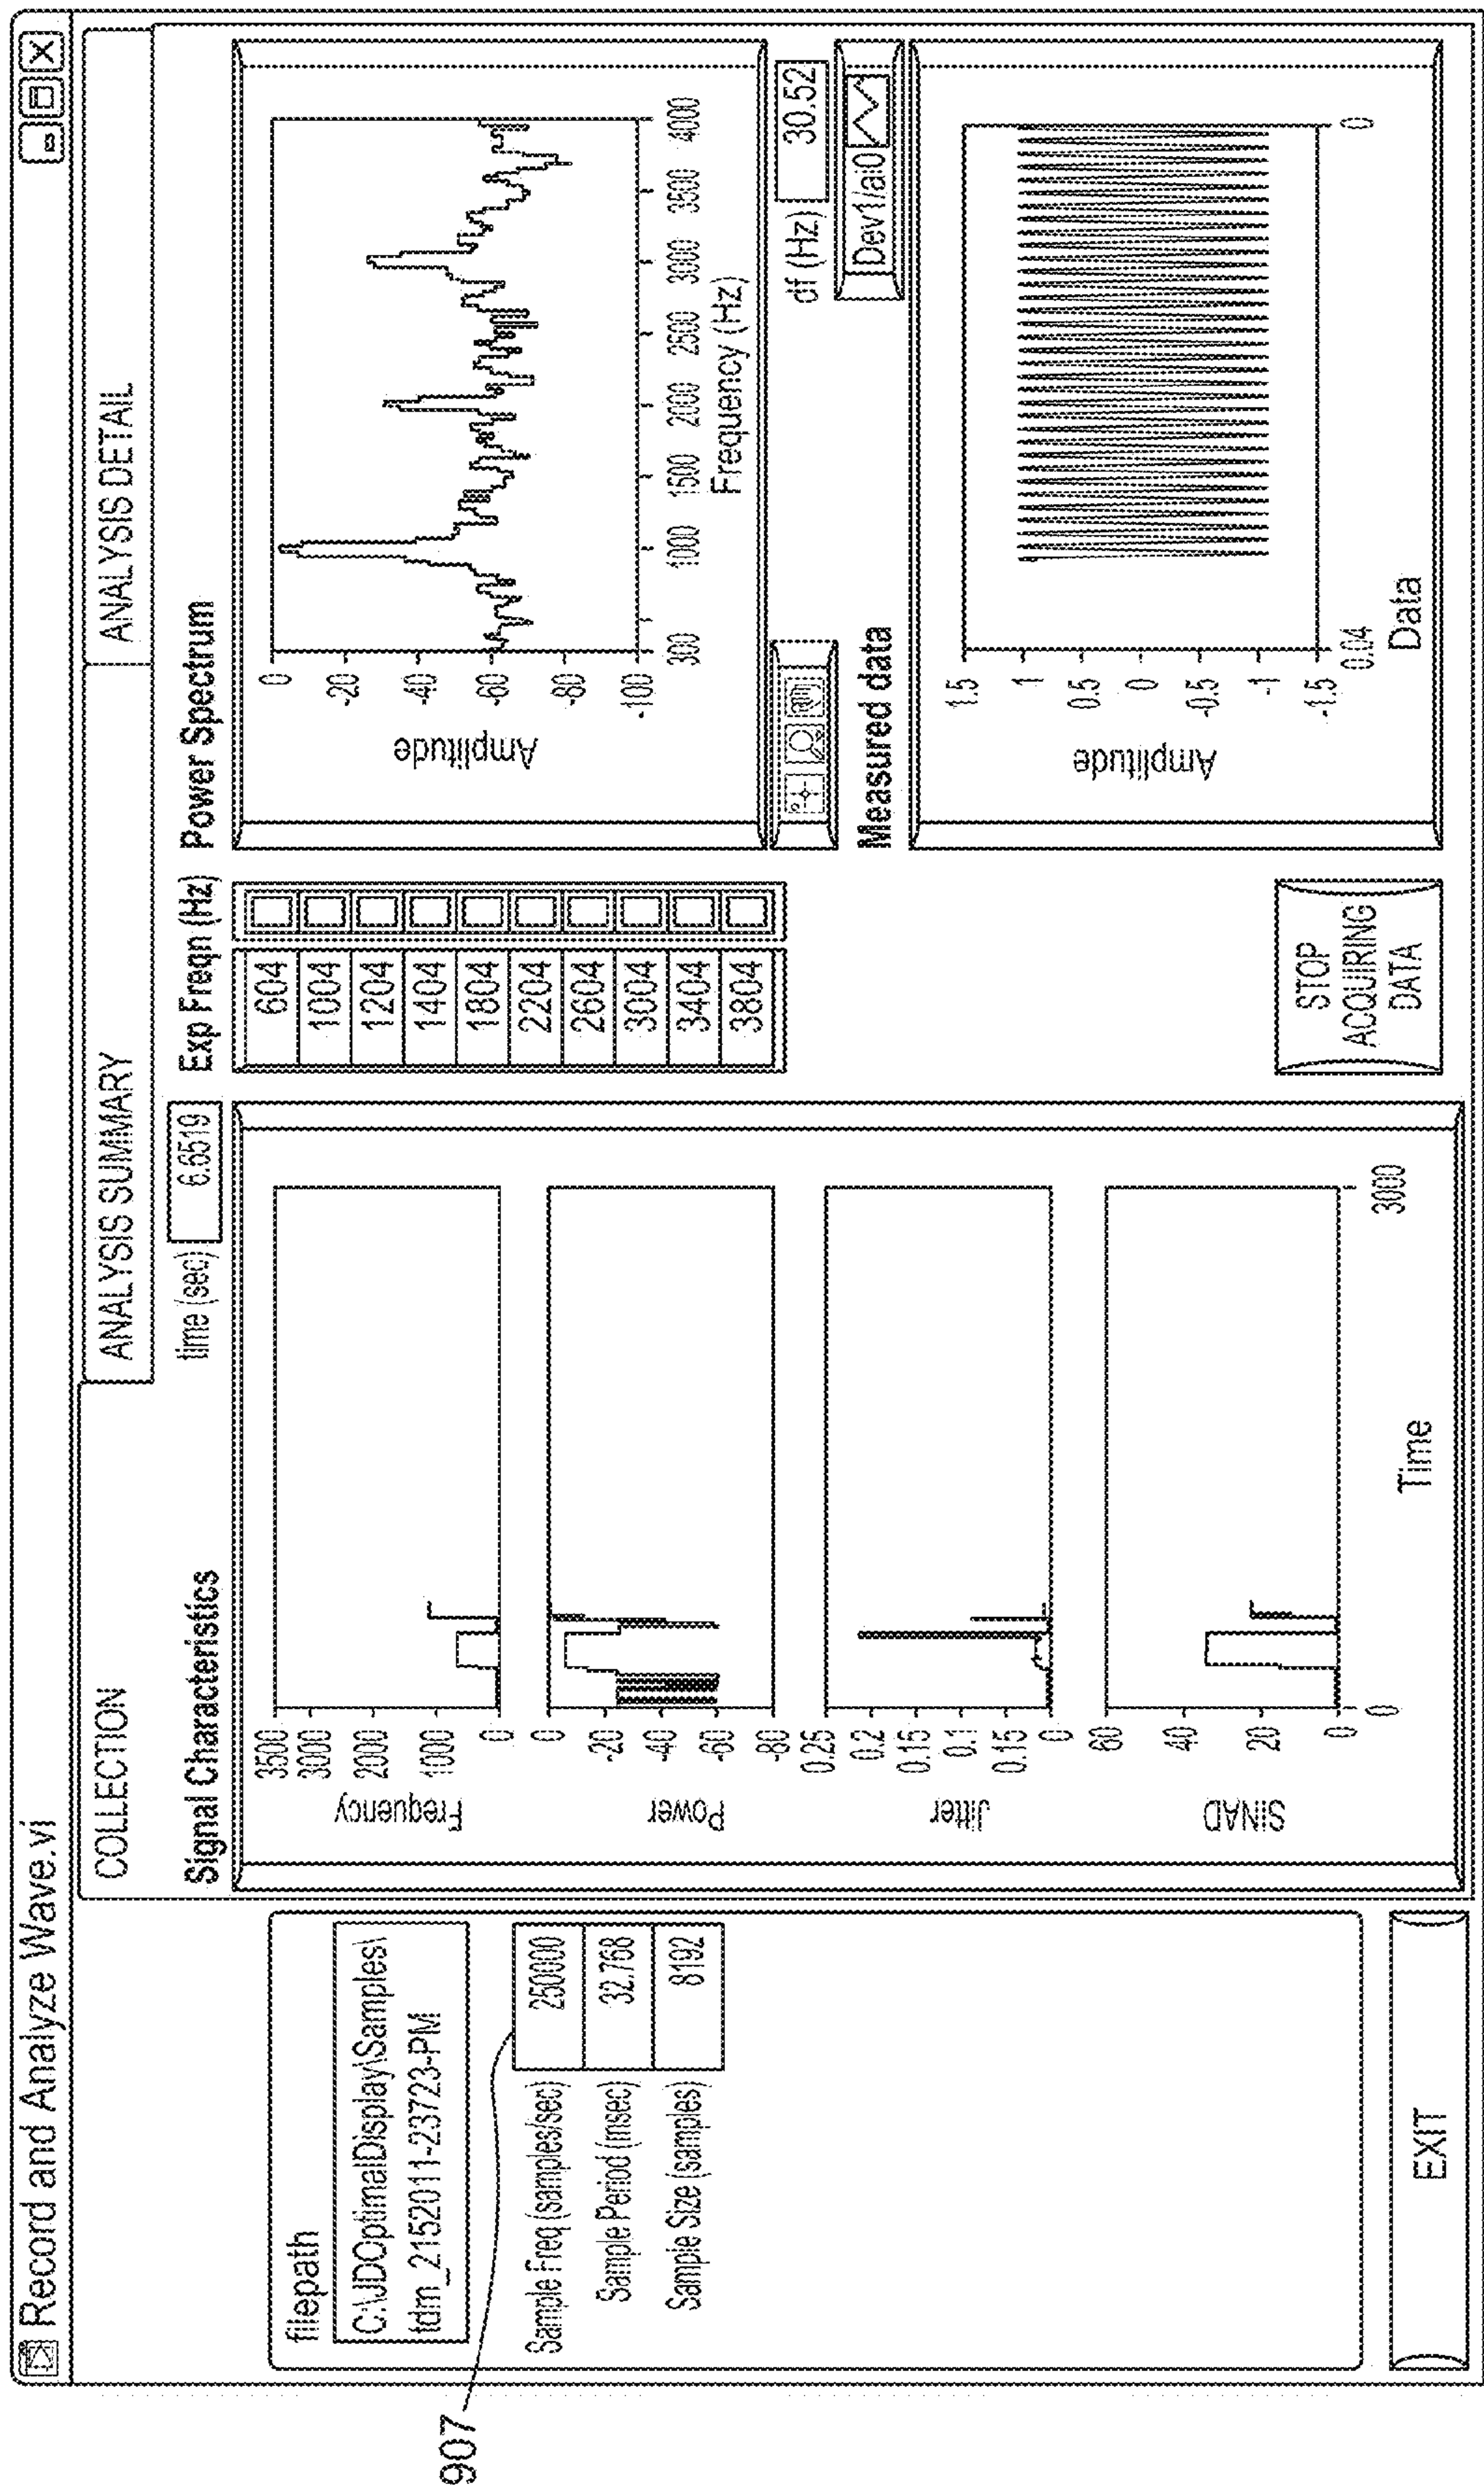 Record and Analyze Wave.vi
907
filepath
C:\JDOptimalDisplay\Samples\
tdm_2152011-23723-PM
Sample Freq (samples/sec) 250000
Sample Period (msec) 32.768
Sample Size (samples) 8192
EXIT
COLLECTION
ANALYSIS SUMMARY
ANALYSIS DETAIL
Signal Characteristics
time (sec) 6.6519
Frequency
3500
3000
2000
1000
0
Power
0
-20
-40
-60
-80
Jitter
0.25
0.2
0.15
0.1
0.15
0
SINAD
60
40
20
0
0
3000
Time
Exp Freqn (Hz)
604
1004
1204
1404
1804
2204
2604
3004
3404
3804
STOP
ACQUIRING
DATA
Power Spectrum
Amplitude
0
-20
-40
-60
-80
-100
300 1000 1500 2000 2500 3000 3500 4000
Frequency (Hz)
df (Hz) 30.52
Dev1/ai0
Measured data
Amplitude
1.5
1
0.5
0
-0.5
-1
-1.5
0.04 0
Data